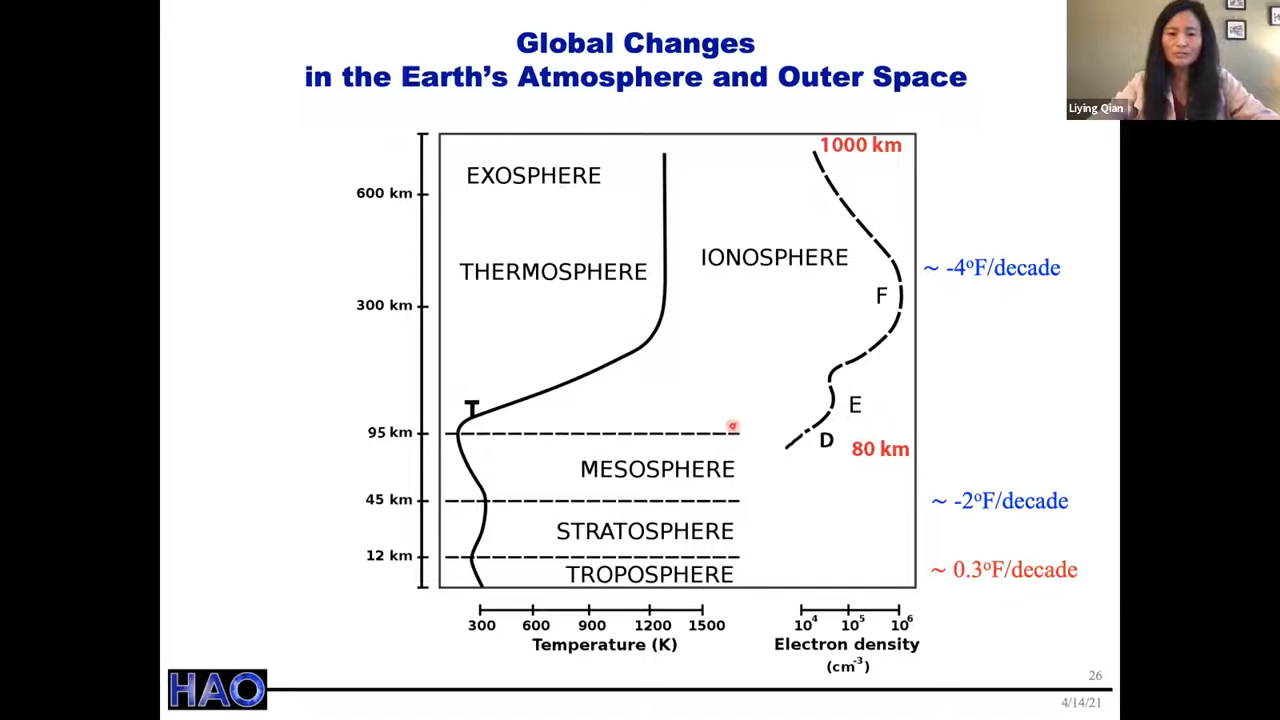 Global Changes
in the Earth's Atmosphere and Outer Space
Liying Qian
1000 km
EXOSPHERE
600 km
IONOSPHERE
THERMOSPHERE
~ -4°F/decade
F
300 km
T
E
95 km
D
80 km
MESOSPHERE
45 km
~ -2°F/decade
STRATOSPHERE
12 km
TROPOSPHERE
~ 0.3°F/decade
300 600 900 1200 1500
10⁴ 10⁵ 10⁶
Temperature (K)
Electron density
(cm⁻³)
26
HAO
4/14/21